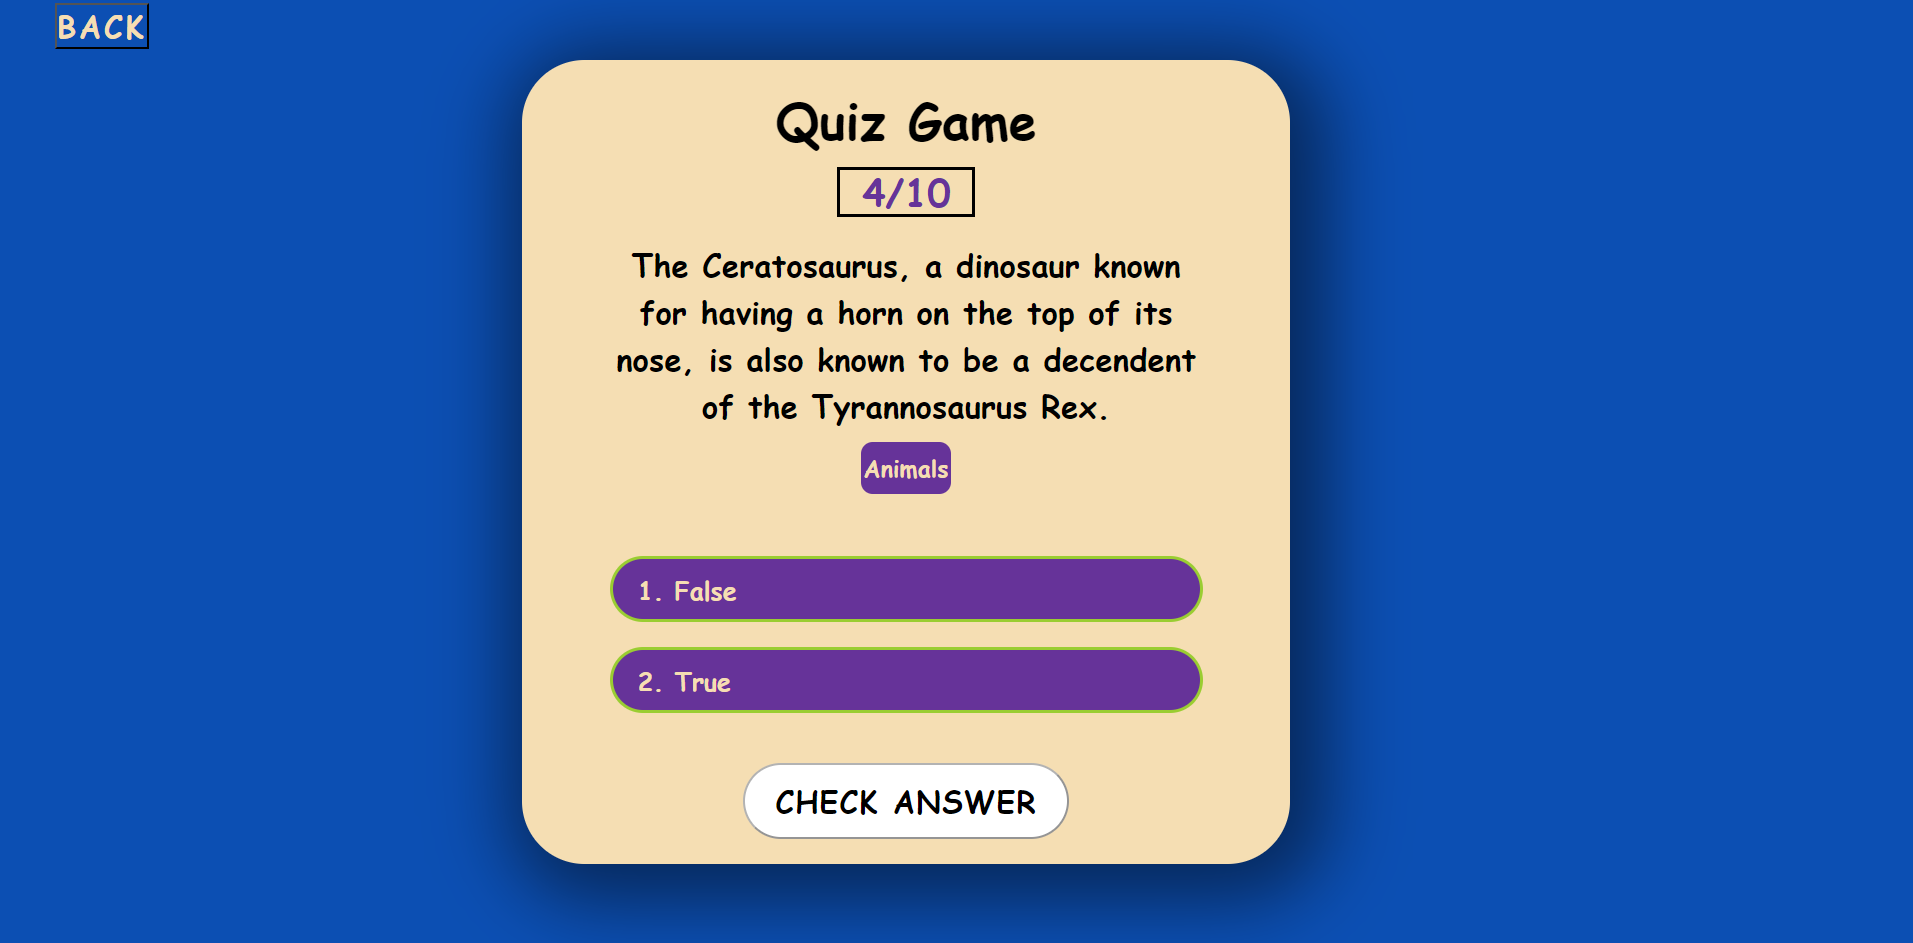 BACK
Quiz Game
4/10
The Ceratosaurus, a dinosaur known
for having a horn on the top of its
nose, is also known to be a decendent
of the Tyrannosaurus Rex.
Animals
1. False
2. True
CHECK ANSWER